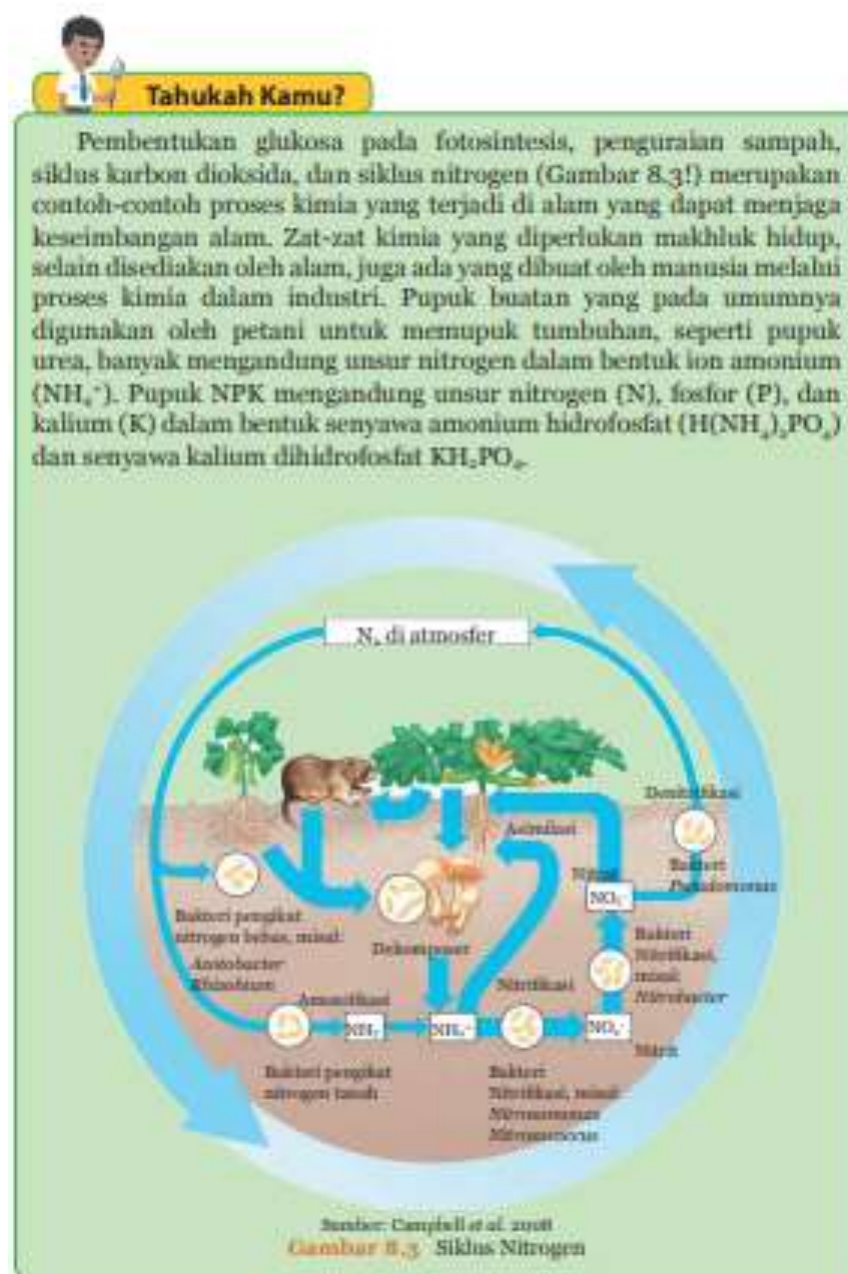 Tahukah Kamu?
Pembentukan glukosa pada fotosintesis, penguraian sampah,
siklus karbon dioksida, dan siklus nitrogen (Gambar 8.3!) merupakan
contoh-contoh proses kimia yang terjadi di alam yang dapat menjaga
keseimbangan alam. Zat-zat kimia yang diperlukan makhluk hidup,
selain disediakan oleh alam, juga ada yang dibuat oleh manusia melalui
proses kimia dalam industri. Pupuk buatan yang pada umumnya
digunakan oleh petani untuk memupuk tumbuhan, seperti pupuk
urea, banyak mengandung unsur nitrogen dalam bentuk ion amonium
(NH₄⁺). Pupuk NPK mengandung unsur nitrogen (N), fosfor (P), dan
kalium (K) dalam bentuk senyawa amonium hidrofosfat (H(NH₄)₂PO₄)
dan senyawa kalium dihidrofosfat KH₂PO₄.
N₂ di atmosfer
Denitrifikasi
Asimilasi
Bakteri
Pseudomonas
Nitrat
NO₃⁻
Bakteri pengikat
nitrogen bebas, misal:
Azotobacter
Rhizobium
Dekomposer
Bakteri
Nitrifikasi,
misal:
Nitrobacter
Nitrifikasi
Amonifikasi
NH₃
NH₄⁺
NO₂⁻
Nitrit
Bakteri pengikat
nitrogen tanah
Bakteri
Nitrifikasi, misal:
Nitrosomonas
Nitrosococcus
Sumber: Campbell et al. 2008
Gambar 8.3 Siklus Nitrogen